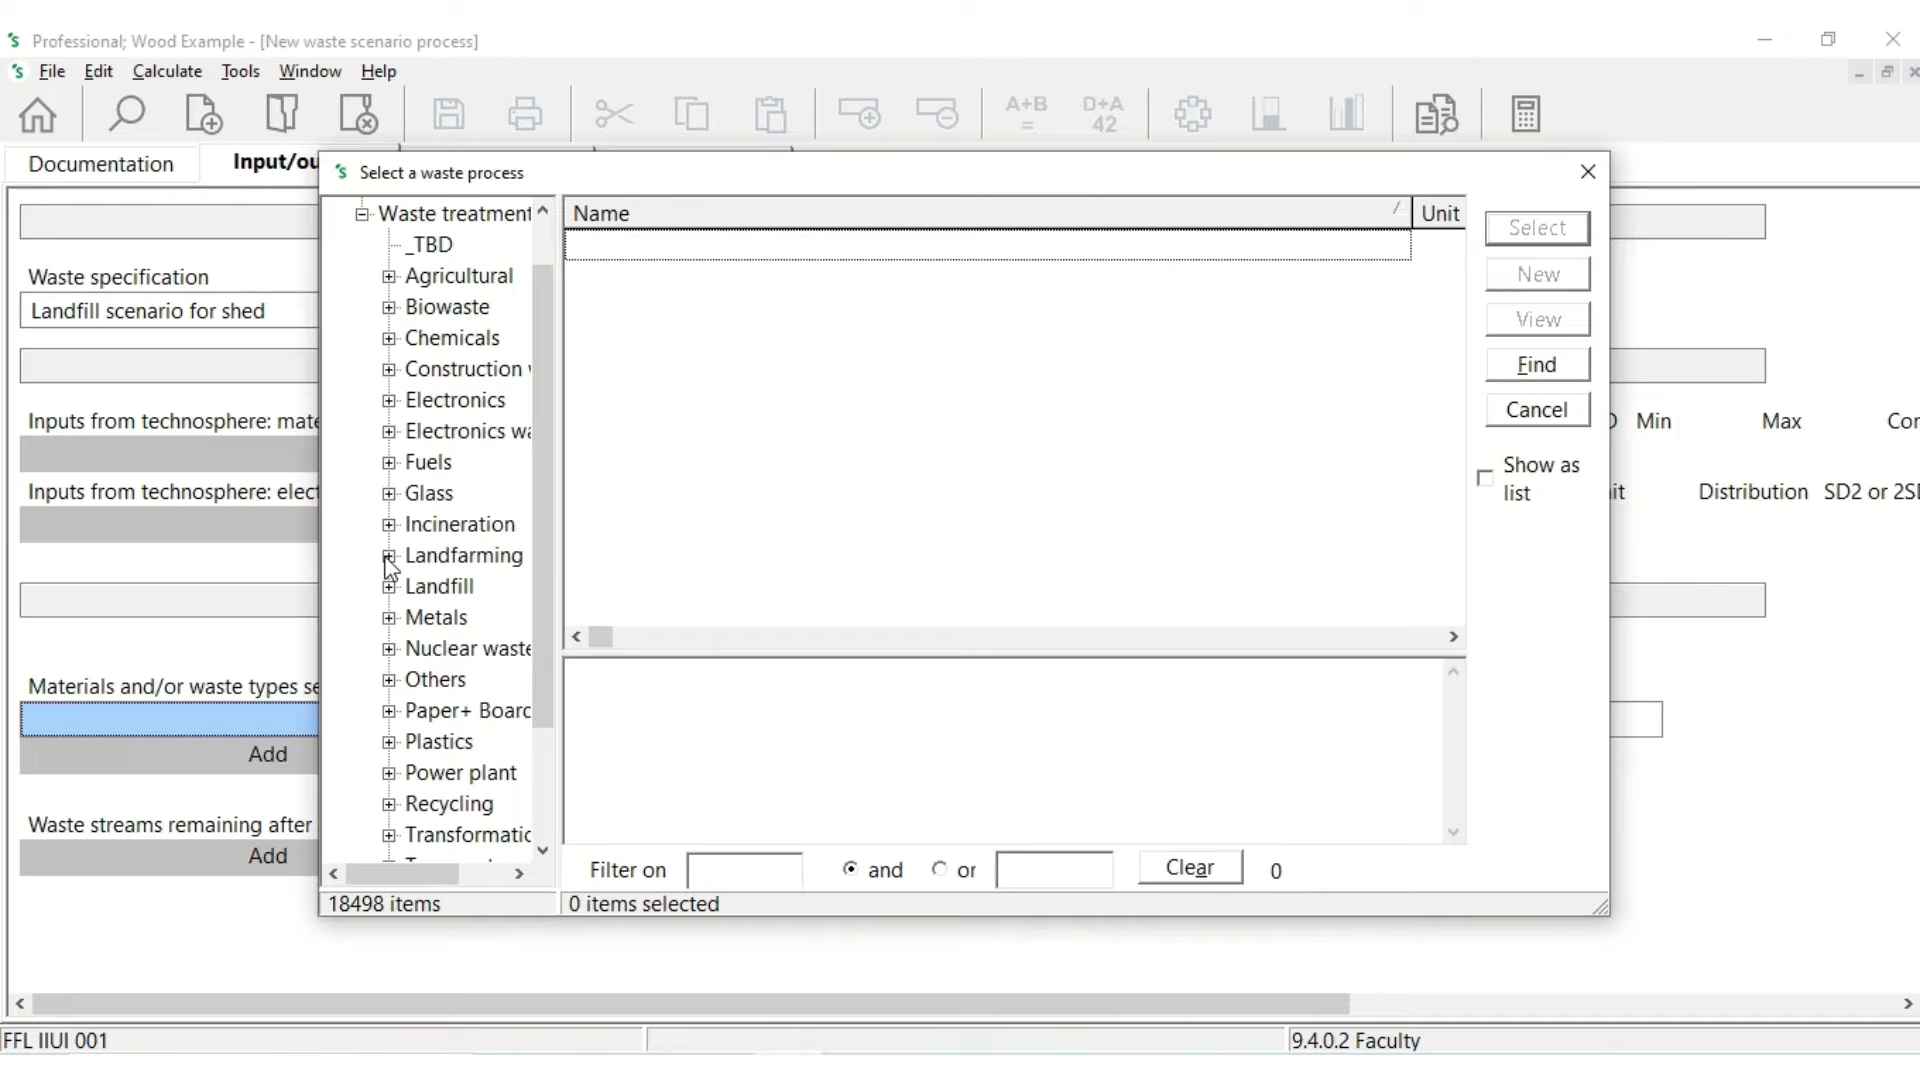 Professional; Wood Example - [New waste scenario process]
File Edit Calculate Tools Window Help
A+B
=
D+A
42
Documentation
Input/ou
Select a waste process
Waste specification
Landfill scenario for shed
Inputs from technosphere: mate
Inputs from technosphere: elect
Materials and/or waste types se
Add
Waste streams remaining after
Add
Waste treatment
_TBD
Agricultural
Biowaste
Chemicals
Construction
Electronics
Electronics wa
Fuels
Glass
Incineration
Landfarming
Landfill
Metals
Nuclear waste
Others
Paper+ Boarc
Plastics
Power plant
Recycling
Transformatic
18498 items
Name
Unit
Filter on
and
or
Clear
0
0 items selected
Select
New
View
Find
Cancel
Show as
list
Min
Max
Cor
it
Distribution
SD2 or 2SI
FFL IIUI 001
9.4.0.2 Faculty